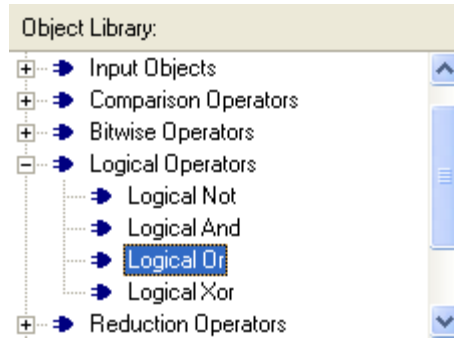 Object Library:
Input Objects
Comparison Operators
Bitwise Operators
Logical Operators
Logical Not
Logical And
Logical Or
Logical Xor
Reduction Operators